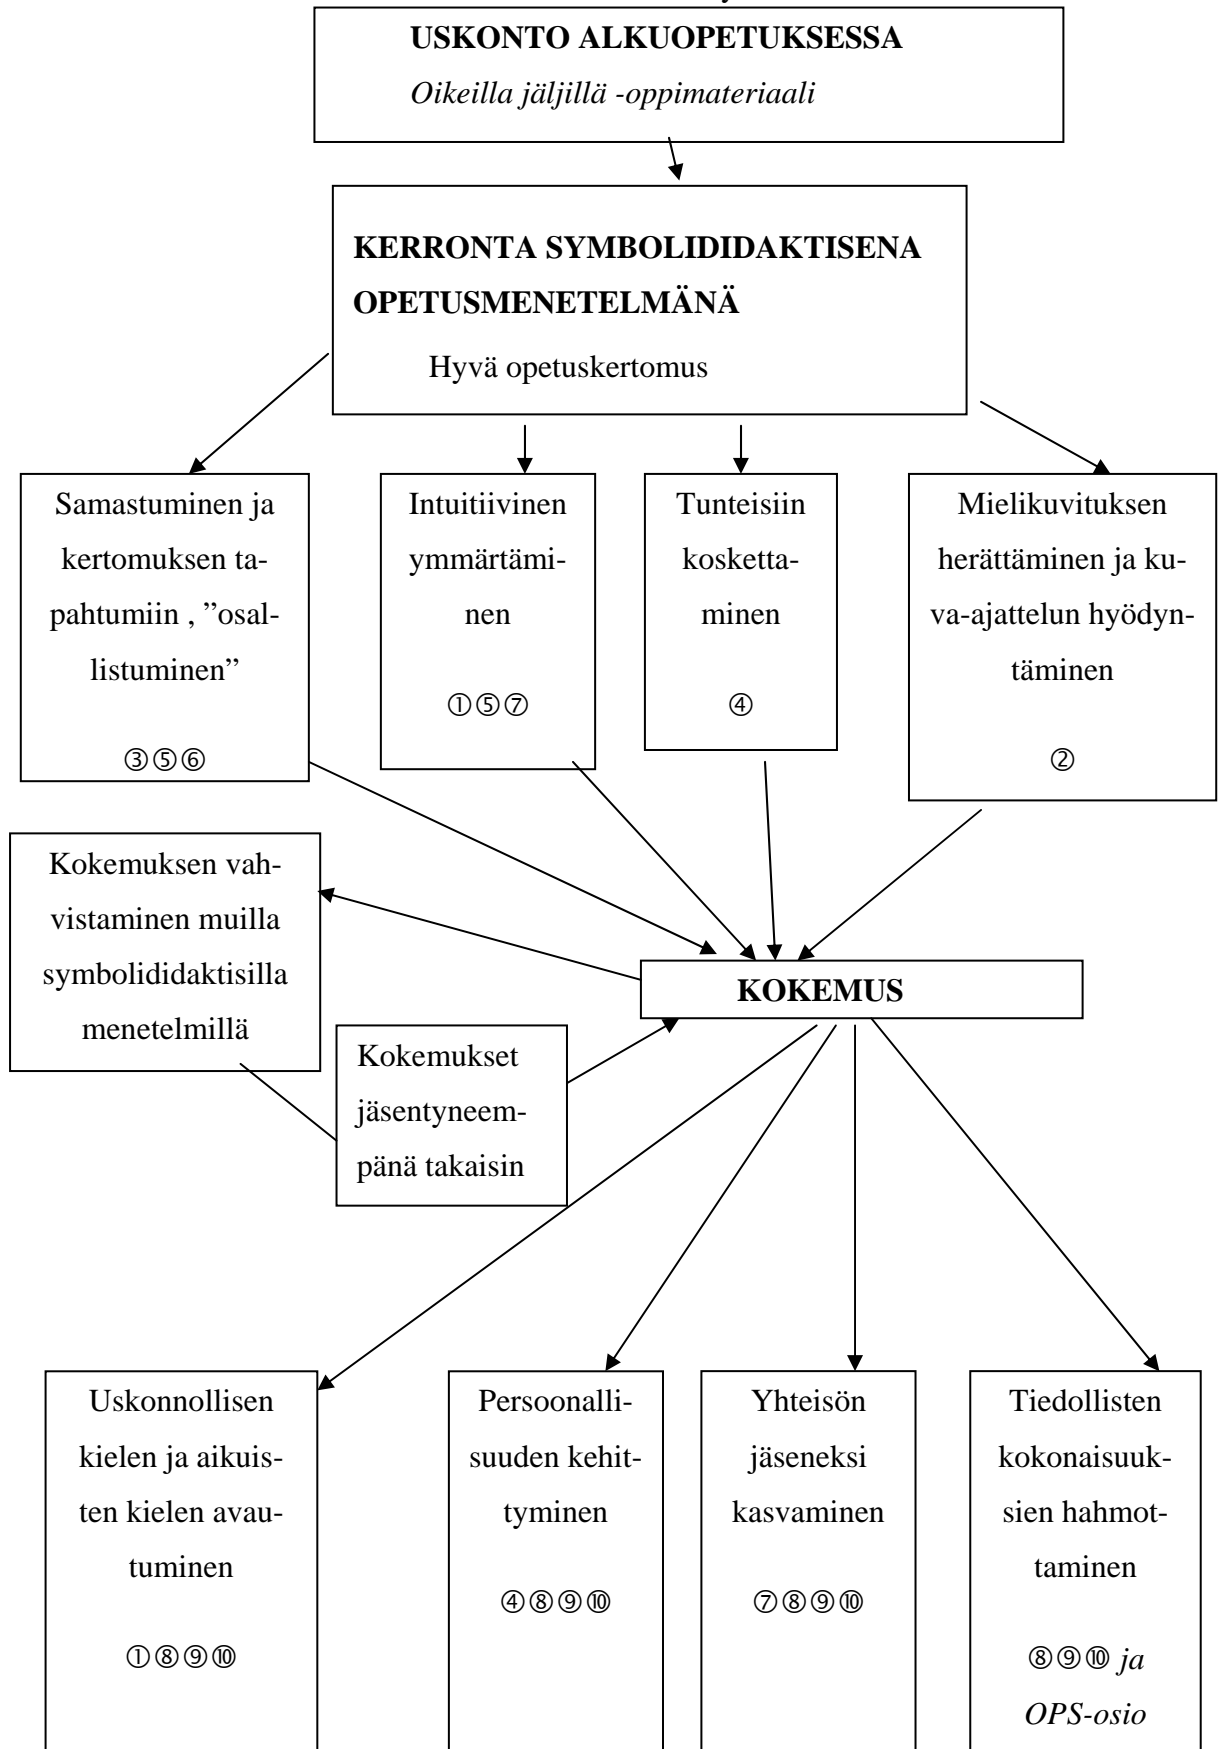 USKONTO ALKUOPETUKSESSA
Oikeilla jäljillä -oppimateriaali
KERRONTA SYMBOLIDIDAKTISENA
OPETUSMENETELMÄNÄ
Hyvä opetuskertomus
Samastuminen ja
kertomuksen ta-
pahtumiin , ”osal-
listuminen”
③⑤⑥
Intuitiivinen
ymmärtämi-
nen
①⑤⑦
Tunteisiin
kosketta-
minen
④
Mielikuvituksen
herättäminen ja ku-
va-ajattelun hyödyn-
täminen
②
Kokemuksen vah-
vistaminen muilla
symbolididaktisilla
menetelmillä
KOKEMUS
Kokemukset
jäsentyneem-
pänä takaisin
Uskonnollisen
kielen ja aikuis-
ten kielen avau-
tuminen
①⑧⑨⑩
Persoonalli-
suuden kehit-
tyminen
④⑧⑨⑩
Yhteisön
jäseneksi
kasvaminen
⑦⑧⑨⑩
Tiedollisten
kokonaisuuk-
sien hahmot-
taminen
⑧⑨⑩ ja
OPS-osio